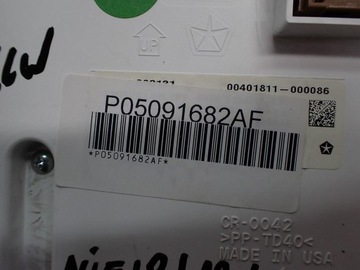 UP
00401811-000086
P05091682AF
*P05091682AF*
CR-0042
>PP-TD40<
MADE IN USA